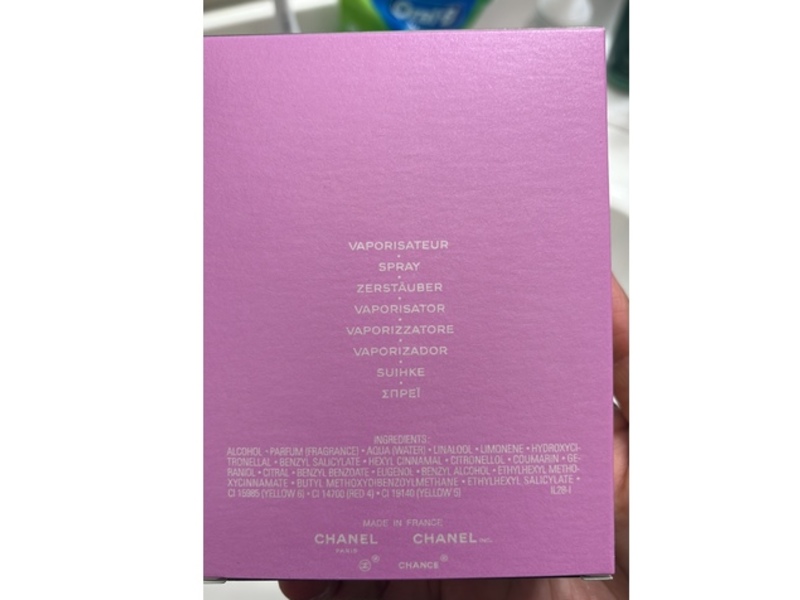 VAPORISATEUR
SPRAY
ZERSTÄUBER
VAPORISATOR
VAPORIZZATORE
VAPORIZADOR
SUIHKE
ΣΠΡΕΪ
INGREDIENTS:
ALCOHOL • PARFUM (FRAGRANCE) • AQUA (WATER) • LINALOOL • LIMONENE • HYDROXYCI-
TRONELLAL • BENZYL SALICYLATE • HEXYL CINNAMAL • CITRONELLOL • COUMARIN • GE-
RANIOL • CITRAL • BENZYL BENZOATE • EUGENOL • BENZYL ALCOHOL • ETHYLHEXYL METHO-
XYCINNAMATE • BUTYL METHOXYDIBENZOYLMETHANE • ETHYLHEXYL SALICYLATE •
CI 15985 (YELLOW 6) • CI 14700 (RED 4) • CI 19140 (YELLOW 5) IL28-I
MADE IN FRANCE
CHANEL CHANEL INC.
PARIS
CHANCE®